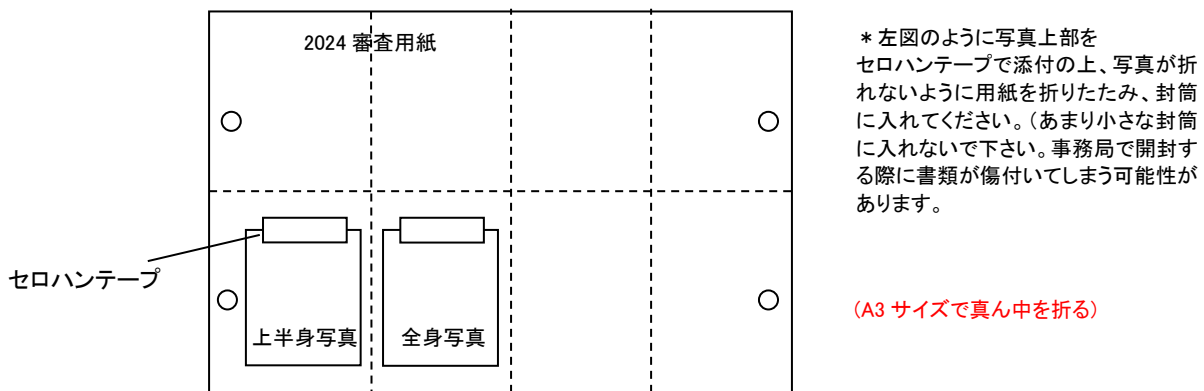 2024 審査用紙
セロハンテープ
上半身写真
全身写真
＊左図のように写真上部を
セロハンテープで添付の上、写真が折
れないように用紙を折りたたみ、封筒
に入れてください。（あまり小さな封筒
に入れないで下さい。事務局で開封す
る際に書類が傷付いてしまう可能性が
あります。
（A3 サイズで真ん中を折る）